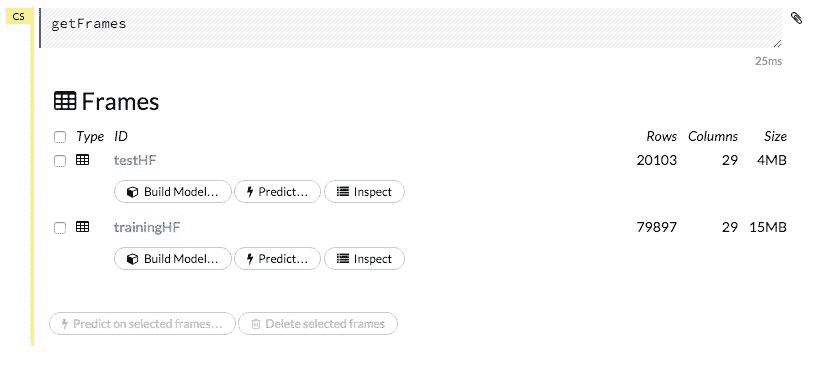 CS
getFrames
25ms
Frames
Type ID Rows Columns Size
testHF 20103 29 4MB
Build Model... Predict... Inspect
trainingHF 79897 29 15MB
Build Model... Predict... Inspect
Predict on selected frames... Delete selected frames